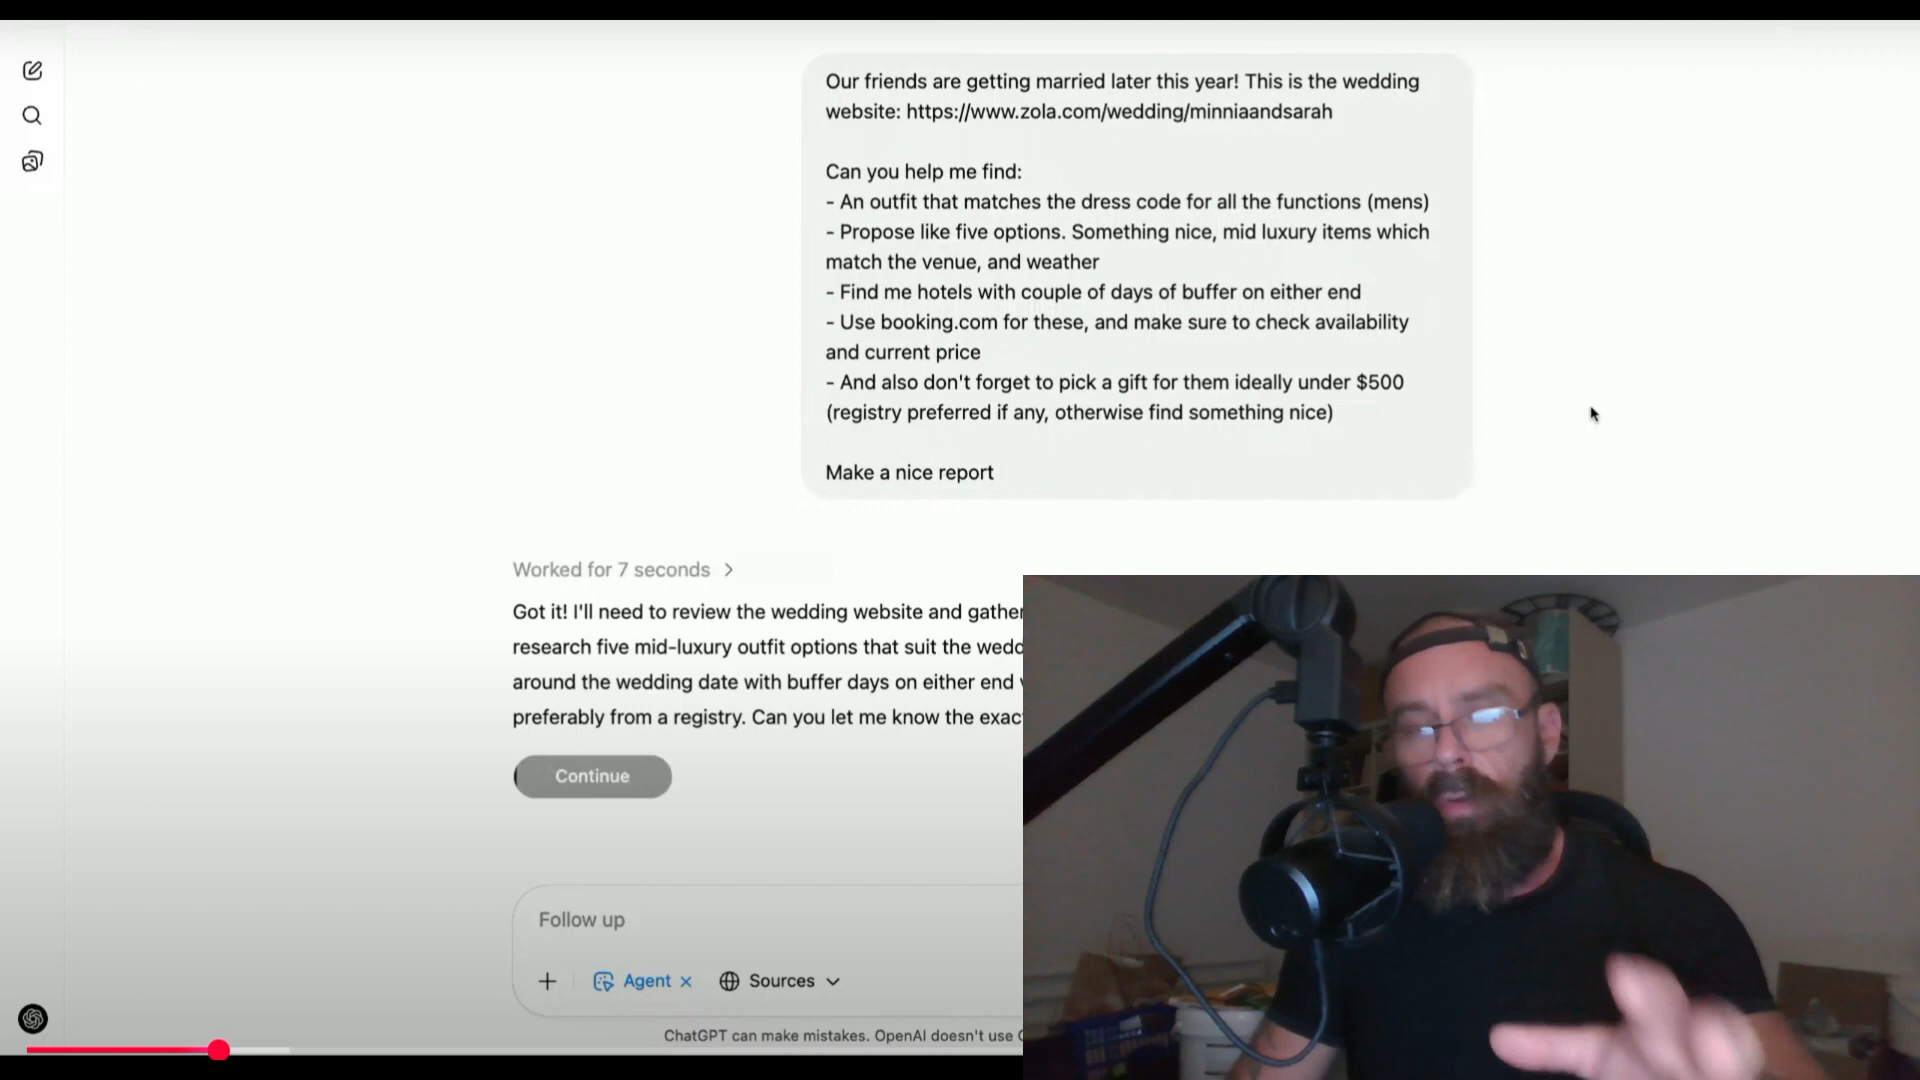 Our friends are getting married later this year! This is the wedding
website: https://www.zola.com/wedding/minniaandsarah
Can you help me find:
- An outfit that matches the dress code for all the functions (mens)
- Propose like five options. Something nice, mid luxury items which
match the venue, and weather
- Find me hotels with couple of days of buffer on either end
- Use booking.com for these, and make sure to check availability
and current price
- And also don't forget to pick a gift for them ideally under $500
(registry preferred if any, otherwise find something nice)
Make a nice report
Worked for 7 seconds
Got it! I'll need to review the wedding website and gather
research five mid-luxury outfit options that suit the wedd
around the wedding date with buffer days on either end
preferably from a registry. Can you let me know the exac
Continue
Follow up
Agent
Sources
ChatGPT can make mistakes. OpenAI doesn't use